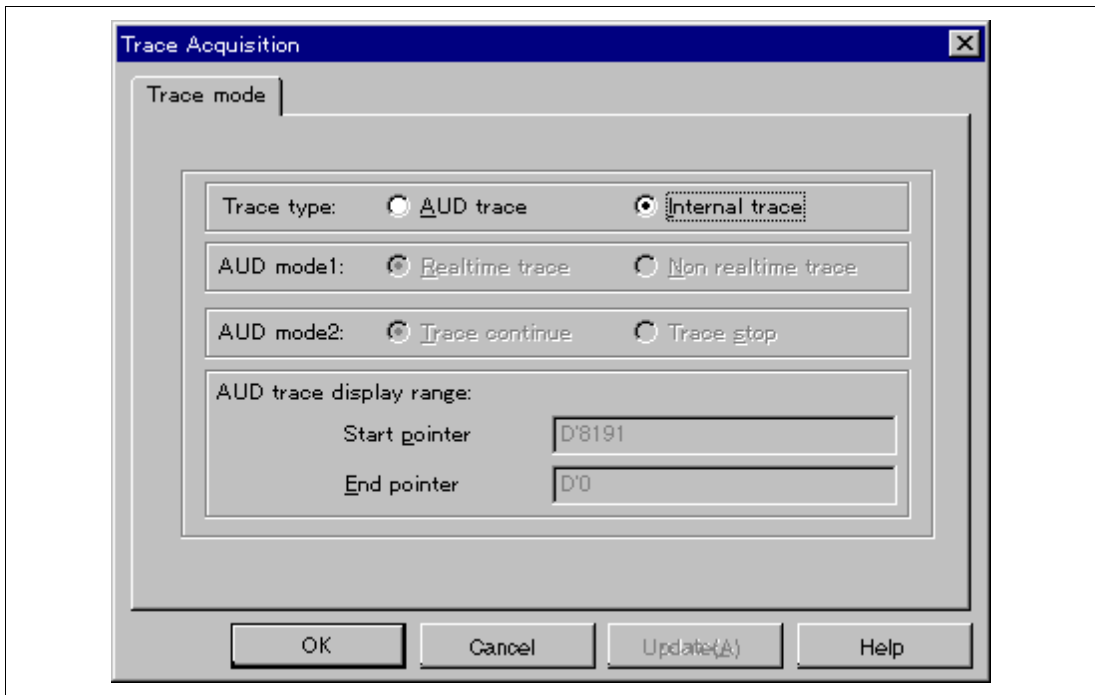 Trace Acquisition
Trace mode
Trace type: AUD trace Internal trace
AUD mode1: Realtime trace Non realtime trace
AUD mode2: Trace continue Trace stop
AUD trace display range:
Start pointer D'8191
End pointer D'0
OK Cancel Update(A) Help